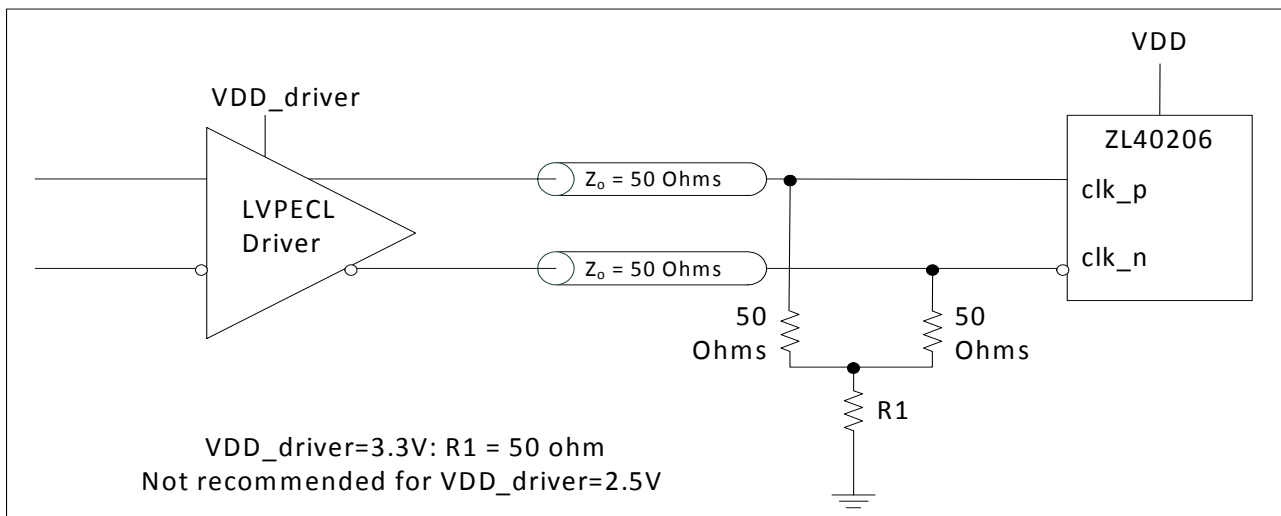 VDD
VDD_driver
ZL40206
Zₒ = 50 Ohms
clk_p
LVPECL
Driver
Zₒ = 50 Ohms
clk_n
50
Ohms
50
Ohms
R1
VDD_driver=3.3V: R1 = 50 ohm
Not recommended for VDD_driver=2.5V